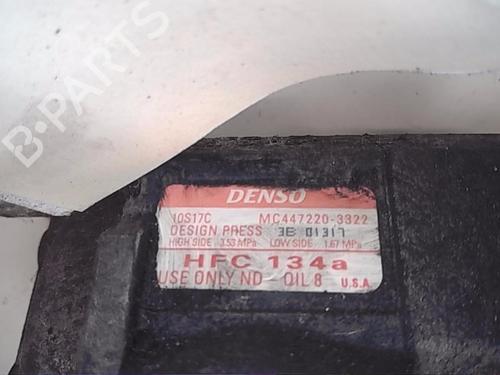 B-PARTS
DENSO
10S17C MC447220-3322
DESIGN PRESS 3B 01317
HIGH SIDE 3.53 MPa LOW SIDE 1.67 MPa
HFC 134a
USE ONLY ND-OIL 8 U.S.A